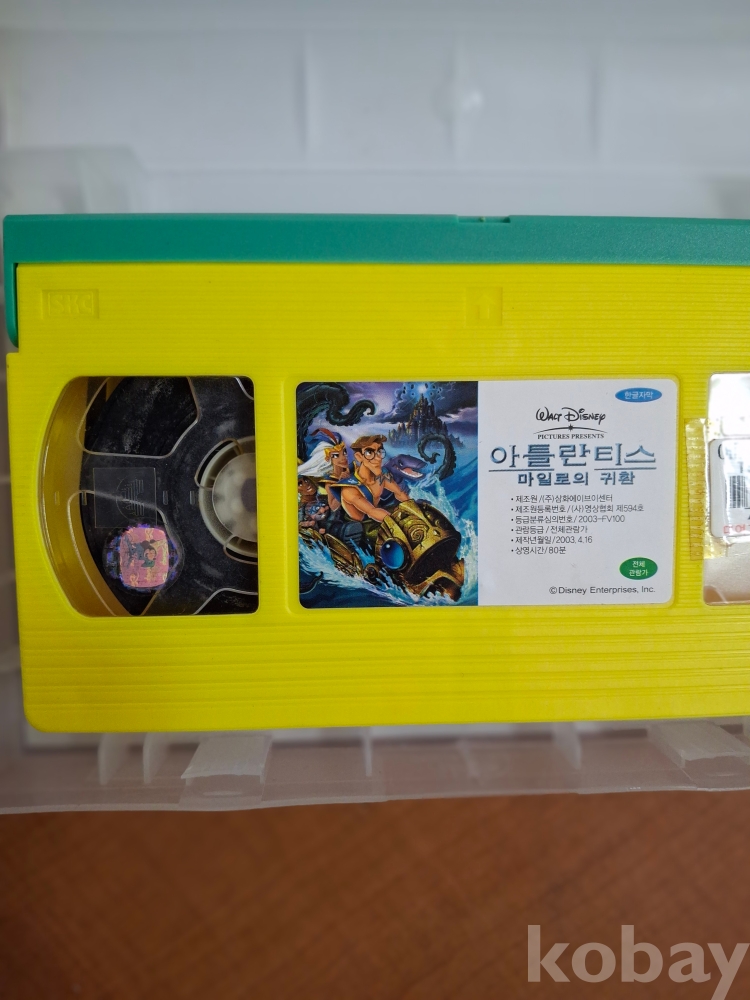 SKC
한글자막
WALT DISNEY
PICTURES PRESENTS
아틀란티스
마일로의 귀환
• 제조원 / (주)삼화에이브이센터
• 제조원등록번호 / (사)영상협회 제594호
• 등급분류심의번호 / 2003-FV100
• 관람등급 / 전체관람가
• 제작년월일 / 2003. 4. 16
• 상영시간 / 80분
전체
관람가
©Disney Enterprises, Inc.
kobay